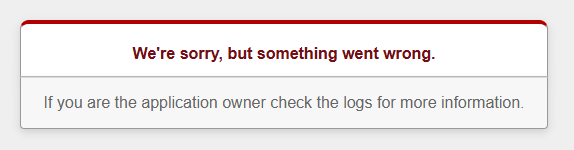 We're sorry, but something went wrong.
If you are the application owner check the logs for more information.